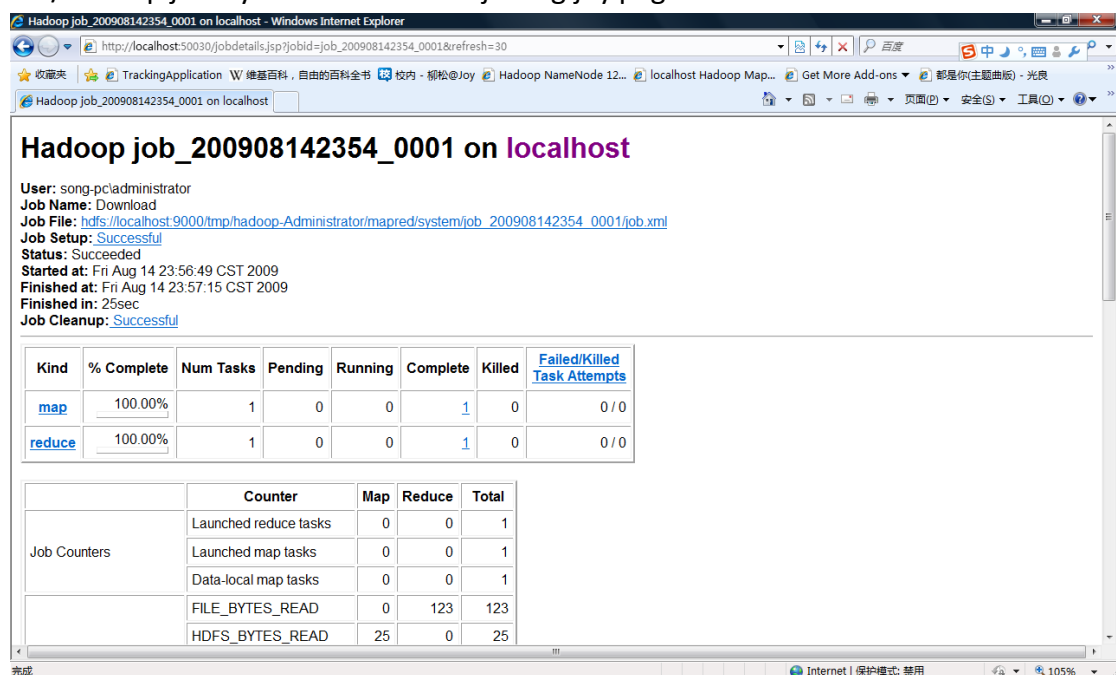 Hadoop job_200908142354_0001 on localhost - Windows Internet Explorer
http://localhost:50030/jobdetails.jsp?jobid=job_200908142354_0001&refresh=30 百度 中
收藏夹 TrackingApplication W 维基百科，自由的百科全书 校内 - 柳松@Joy Hadoop NameNode 12... localhost Hadoop Map... Get More Add-ons 都是你(主题曲版) - 光良
Hadoop job_200908142354_0001 on localhost 页面(P) 安全(S) 工具(O)
Hadoop job_200908142354_0001 on localhost
User: song-pc\administrator
Job Name: Download
Job File: hdfs://localhost:9000/tmp/hadoop-Administrator/mapred/system/job_200908142354_0001/job.xml
Job Setup: Successful
Status: Succeeded
Started at: Fri Aug 14 23:56:49 CST 2009
Finished at: Fri Aug 14 23:57:15 CST 2009
Finished in: 25sec
Job Cleanup: Successful
Kind % Complete Num Tasks Pending Running Complete Killed Failed/Killed Task Attempts
map 100.00% 1 0 0 1 0 0 / 0
reduce 100.00% 1 0 0 1 0 0 / 0
Counter Map Reduce Total
Job Counters
Launched reduce tasks 0 0 1
Launched map tasks 0 0 1
Data-local map tasks 0 0 1
FILE_BYTES_READ 0 123 123
HDFS_BYTES_READ 25 0 25
完成 Internet | 保护模式: 禁用 105%